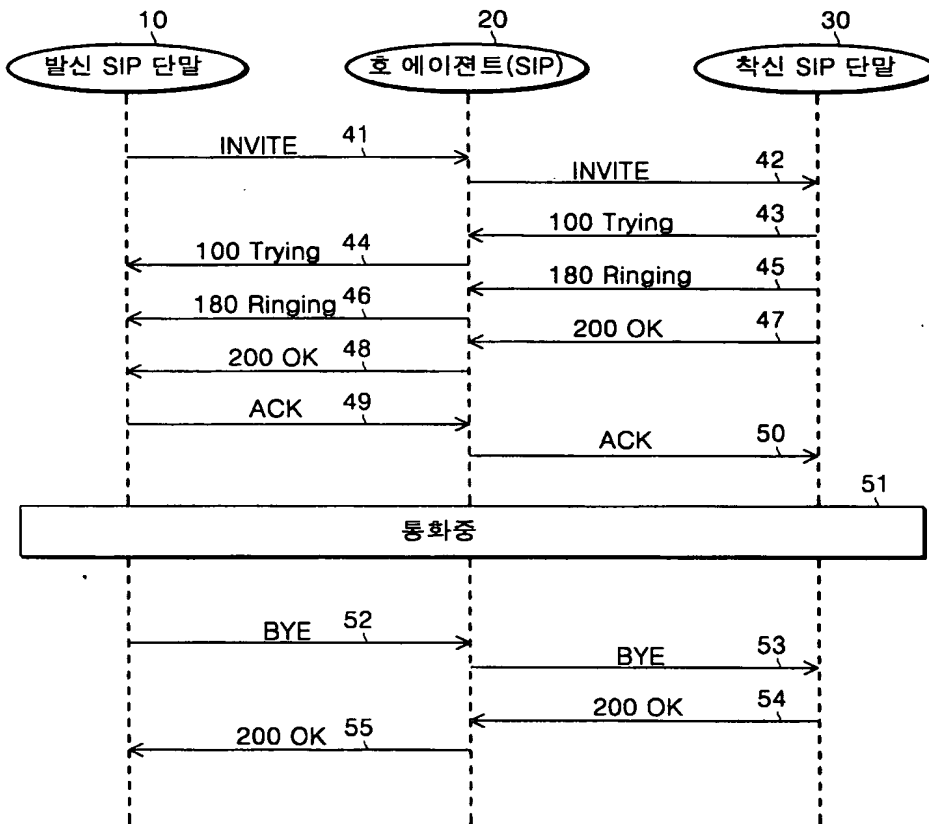 10
20
30
발신 SIP 단말
호 에이젼트(SIP)
착신 SIP 단말
INVITE 41
INVITE 42
100 Trying 43
100 Trying 44
180 Ringing 45
180 Ringing 46
200 OK 47
200 OK 48
ACK 49
ACK 50
51
통화중
BYE 52
BYE 53
200 OK 54
200 OK 55